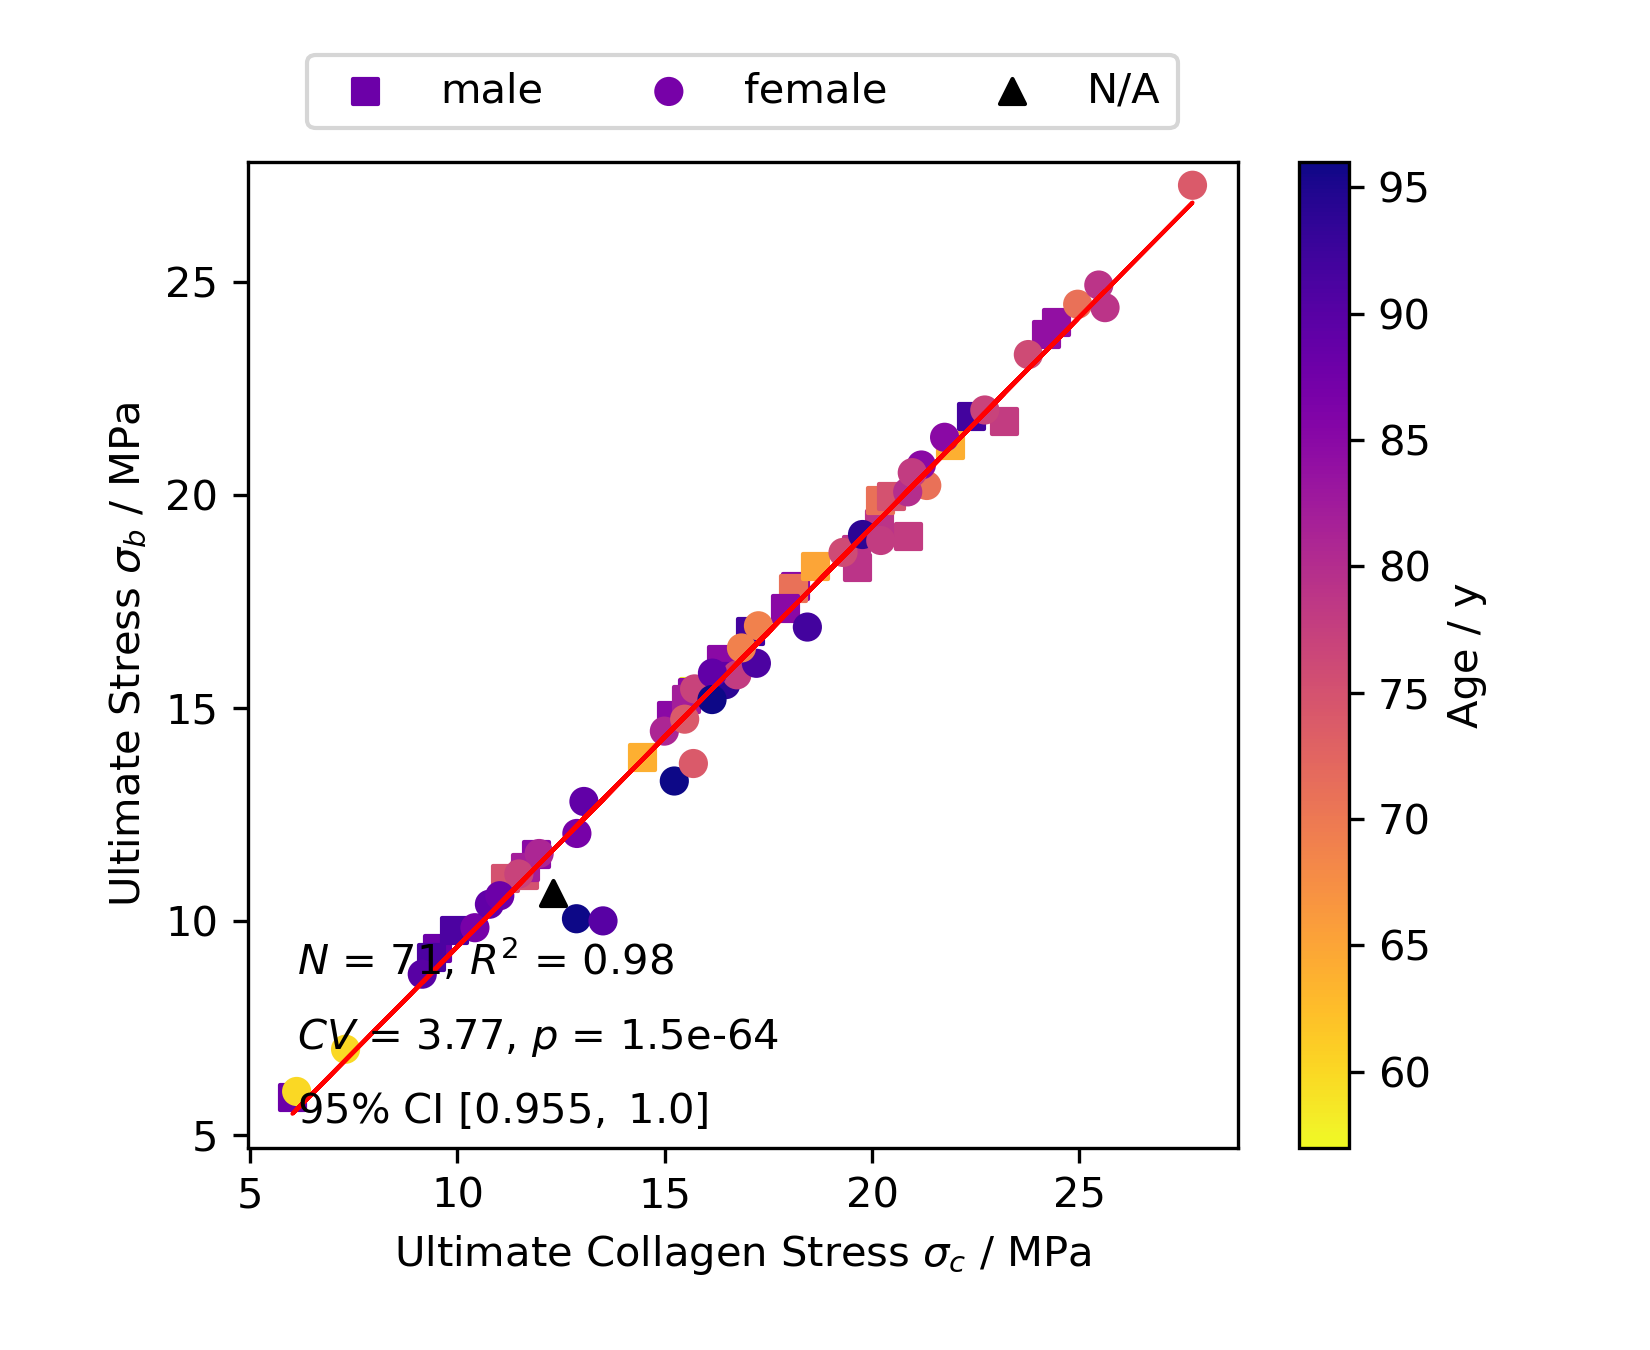 male female N/A
25
20
15
10
5
5 10 15 20 25
Ultimate Stress σb / MPa
Ultimate Collagen Stress σc / MPa
N = 71, R² = 0.98
CV = 3.77, p = 1.5e-64
95% CI [0.955, 1.0]
95
90
85
80
75
70
65
60
Age / y